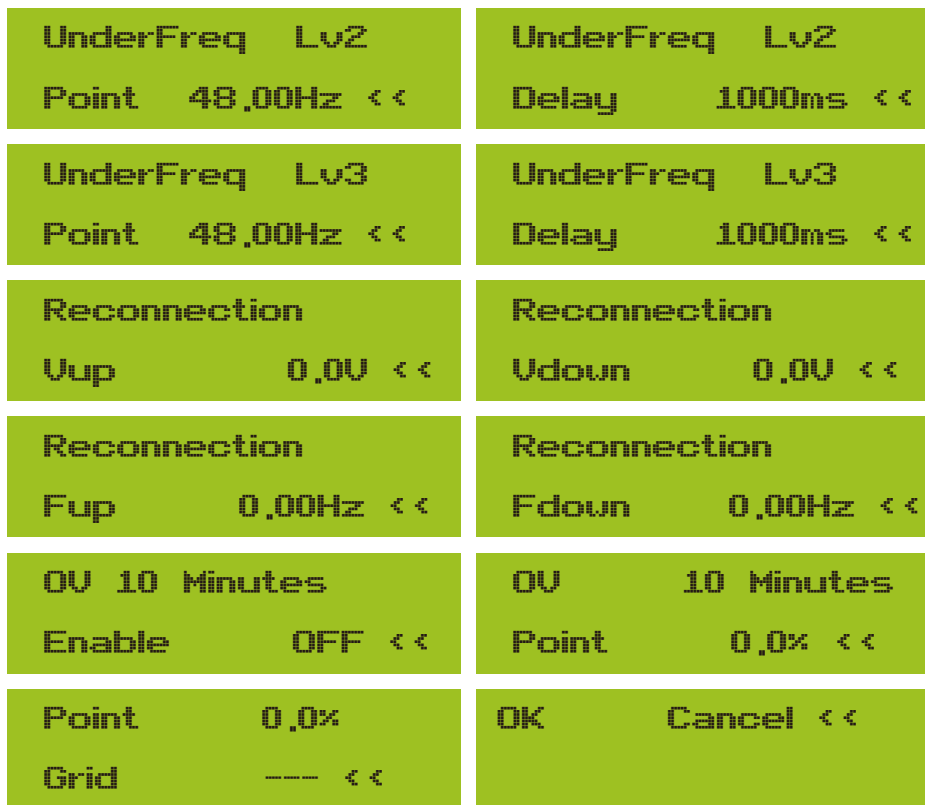 UnderFreq Lv2
Point 48.00Hz <<
UnderFreq Lv2
Delay 1000ms <<
UnderFreq Lv3
Point 48.00Hz <<
UnderFreq Lv3
Delay 1000ms <<
Reconnection
Vup 0.0V <<
Reconnection
Vdown 0.0V <<
Reconnection
Fup 0.00Hz <<
Reconnection
Fdown 0.00Hz <<
OV 10 Minutes
Enable OFF <<
OV 10 Minutes
Point 0.0% <<
Point 0.0%
Grid --- <<
OK Cancel <<